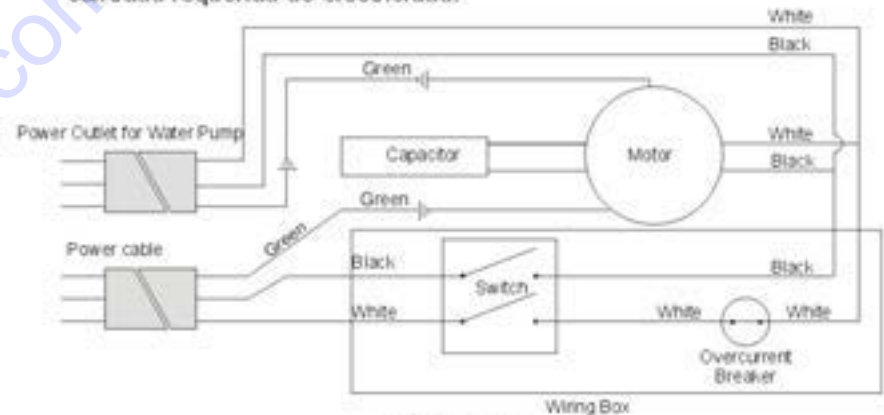 White
Black
Green
Power Outlet for Water Pump
Capacitor
Motor
White
Black
Green
Green
Power cable
Black
Switch
Black
White
White
White
Overcurrent
Breaker
Wiring Box